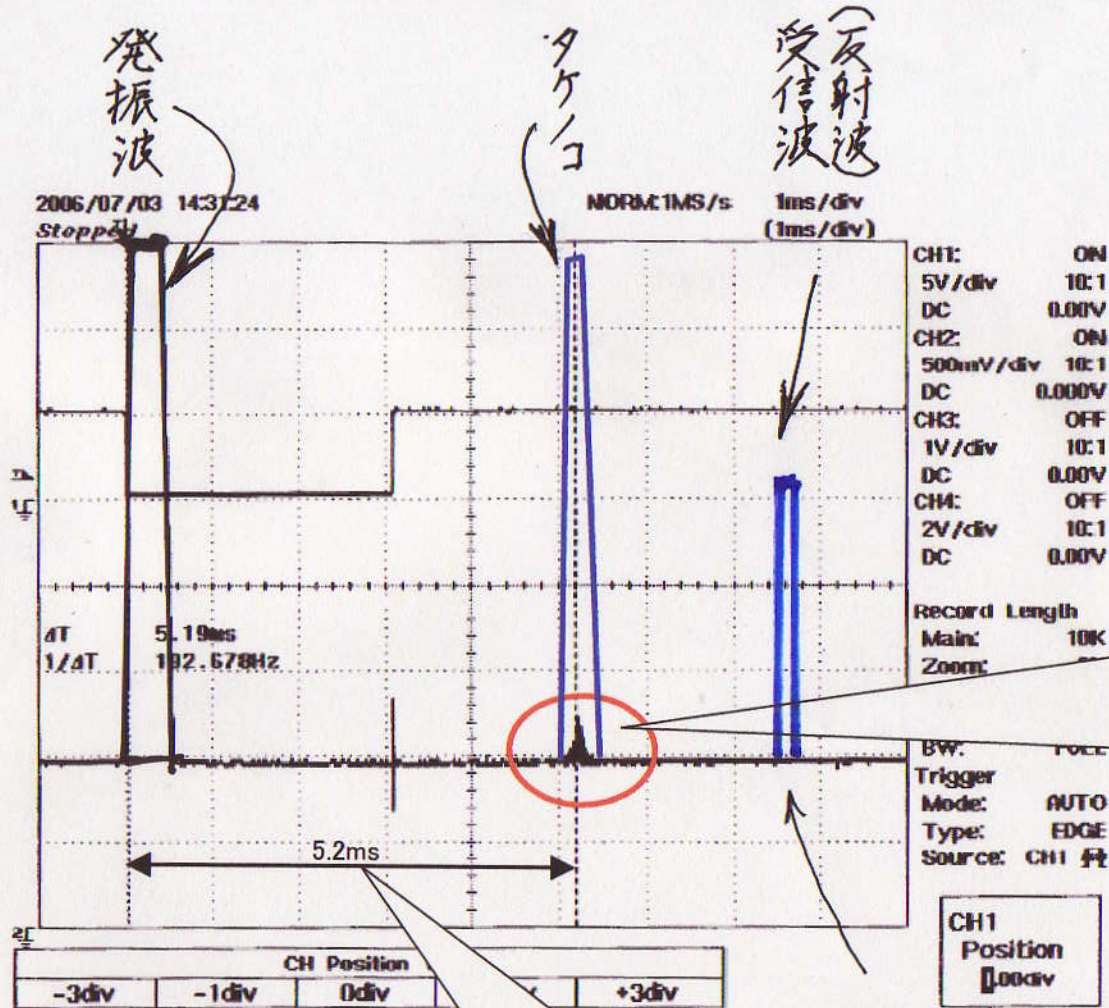 発振波
タケノコ
(反射波)
受信波
2006/07/03 14:31:24
Stopped
NORM:1MS/s
1ms/div
(1ms/div)
CH1: ON
5V/div 10:1
DC 0.00V
CH2: ON
500mV/div 10:1
DC 0.000V
CH3: OFF
1V/div 10:1
DC 0.00V
CH4: OFF
2V/div 10:1
DC 0.00V
Record Length
Main: 10K
Zoom:
BW: FULL
Trigger
Mode: AUTO
Type: EDGE
Source: CH1
ΔT 5.19ms
1/ΔT 192.678Hz
5.2ms
CH Position
-3div -1div 0div +3div
CH1
Position
0.00div